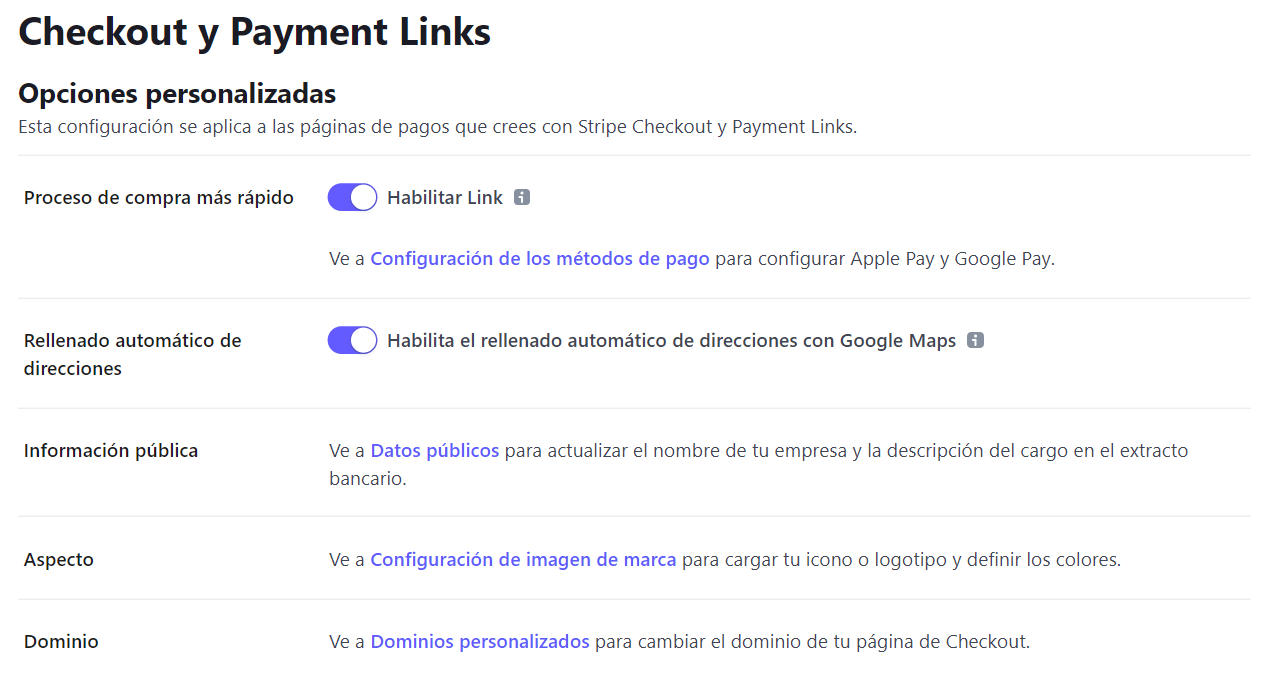 Checkout y Payment Links
Opciones personalizadas
Esta configuración se aplica a las páginas de pagos que crees con Stripe Checkout y Payment Links.
Proceso de compra más rápido
Habilitar Link
Ve a Configuración de los métodos de pago para configurar Apple Pay y Google Pay.
Rellenado automático de
direcciones
Habilita el rellenado automático de direcciones con Google Maps
Información pública
Ve a Datos públicos para actualizar el nombre de tu empresa y la descripción del cargo en el extracto
bancario.
Aspecto
Ve a Configuración de imagen de marca para cargar tu icono o logotipo y definir los colores.
Dominio
Ve a Dominios personalizados para cambiar el dominio de tu página de Checkout.